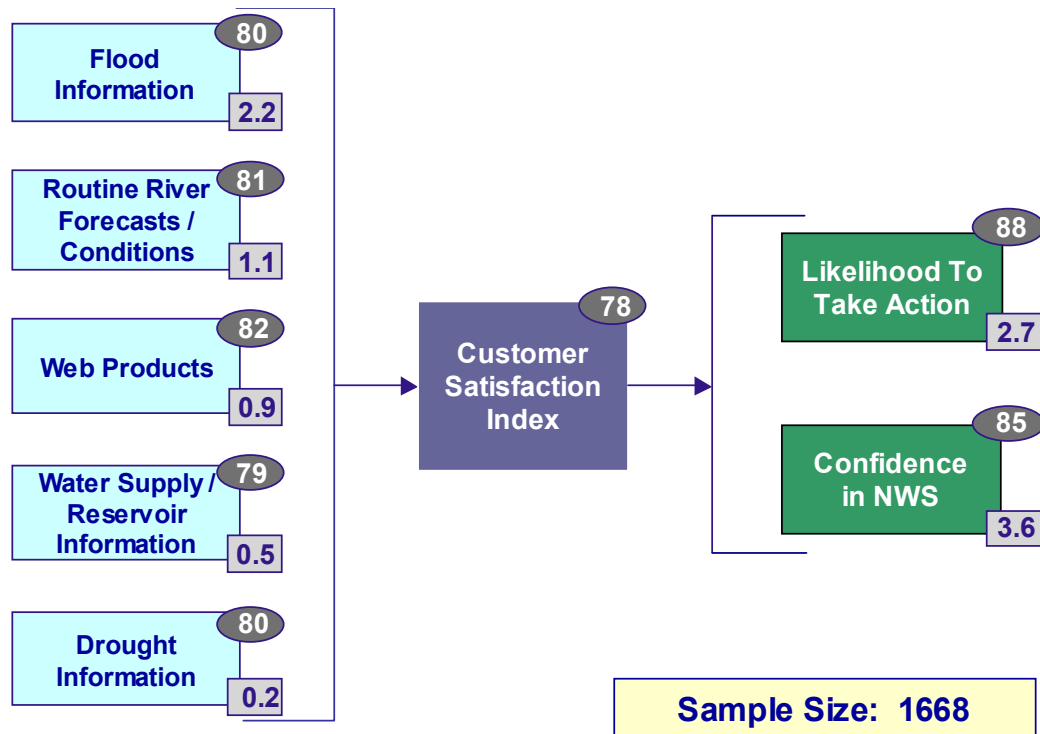 80
Flood
Information
2.2
81
Routine River
Forecasts /
Conditions
1.1
82
Web Products
0.9
79
Water Supply /
Reservoir
Information
0.5
80
Drought
Information
0.2
78
Customer
Satisfaction
Index
88
Likelihood To
Take Action
2.7
85
Confidence
in NWS
3.6
Sample Size: 1668